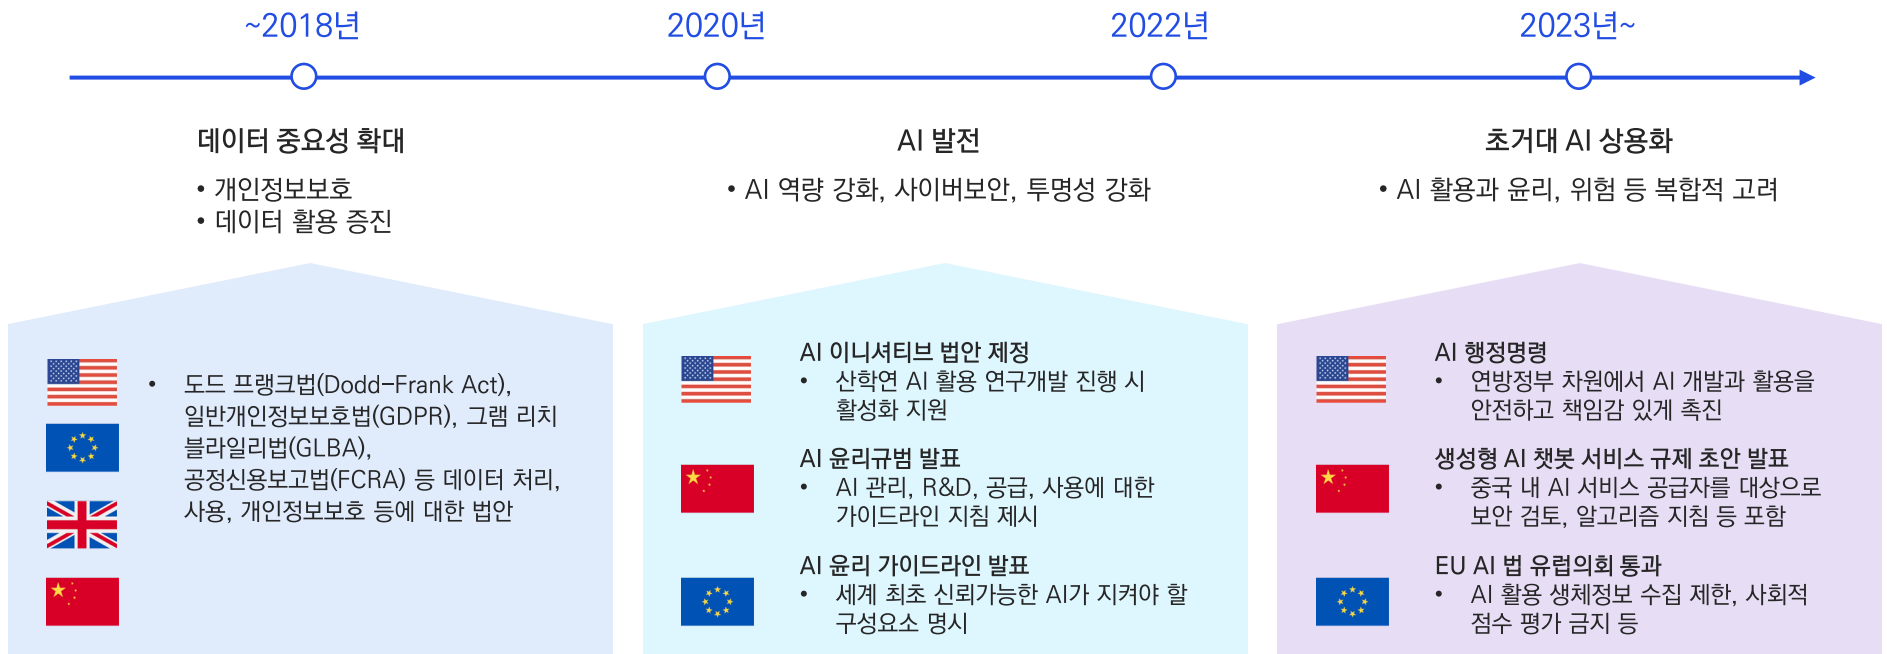 ~2018년
2020년
2022년
2023년~
데이터 중요성 확대
• 개인정보보호
• 데이터 활용 증진
AI 발전
• AI 역량 강화, 사이버보안, 투명성 강화
초거대 AI 상용화
• AI 활용과 윤리, 위험 등 복합적 고려
• 도드 프랭크법(Dodd-Frank Act),
일반개인정보보호법(GDPR), 그램 리치
블라일리법(GLBA),
공정신용보고법(FCRA) 등 데이터 처리,
사용, 개인정보보호 등에 대한 법안
AI 이니셔티브 법안 제정
• 산학연 AI 활용 연구개발 진행 시
활성화 지원
AI 윤리규범 발표
• AI 관리, R&D, 공급, 사용에 대한
가이드라인 지침 제시
AI 윤리 가이드라인 발표
• 세계 최초 신뢰가능한 AI가 지켜야 할
구성요소 명시
AI 행정명령
• 연방정부 차원에서 AI 개발과 활용을
안전하고 책임감 있게 촉진
생성형 AI 챗봇 서비스 규제 초안 발표
• 중국 내 AI 서비스 공급자를 대상으로
보안 검토, 알고리즘 지침 등 포함
EU AI 법 유럽의회 통과
• AI 활용 생체정보 수집 제한, 사회적
점수 평가 금지 등